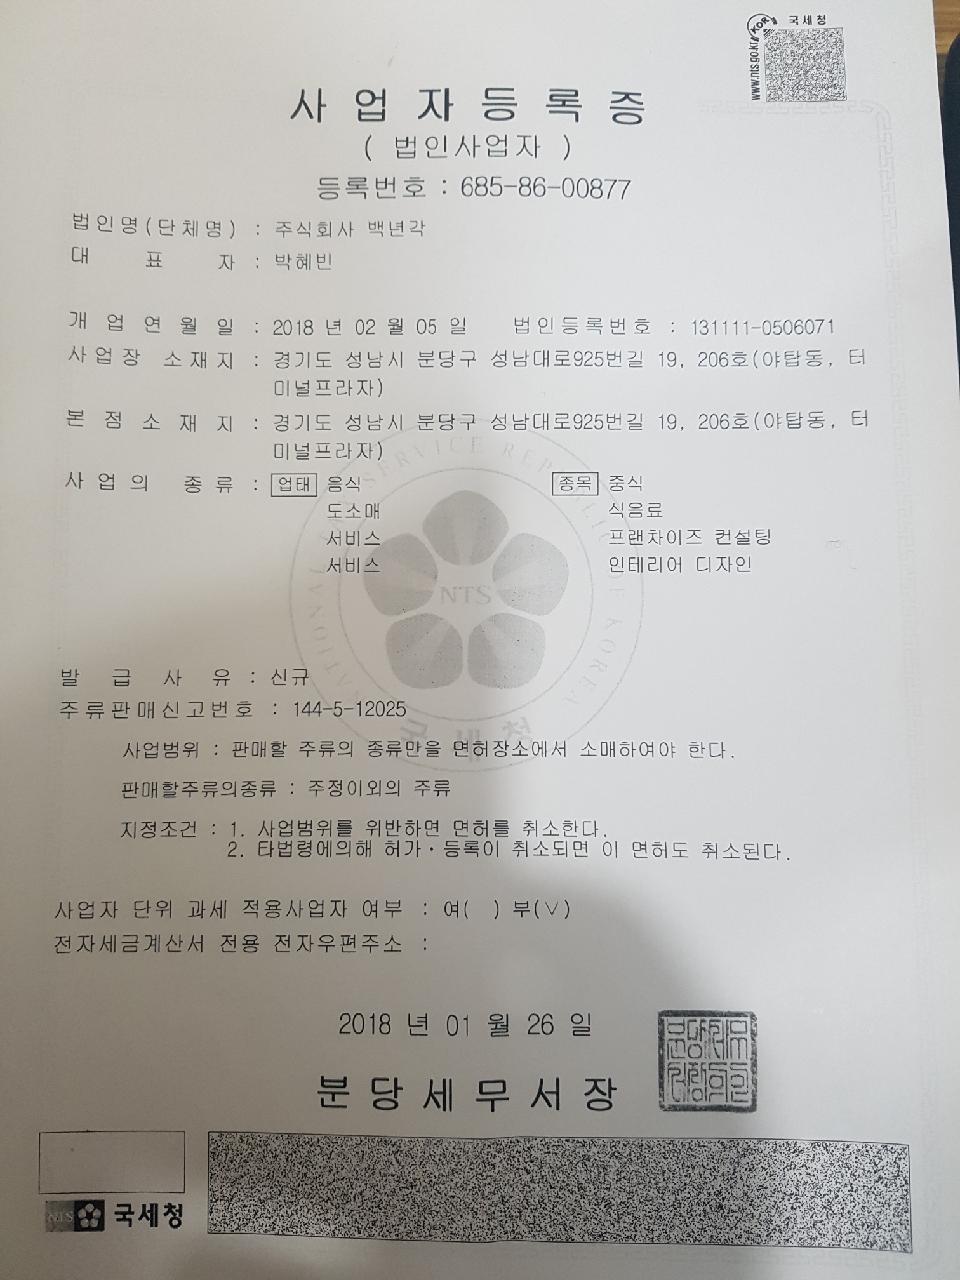 국세청
www.nts.go.kr
사업자등록증
( 법인사업자 )
등록번호 : 685-86-00877
법인명(단체명) : 주식회사 백년각
대 표 자 : 박혜빈
개 업 연 월 일 : 2018 년 02 월 05 일 법인등록번호 : 131111-0506071
사업장 소재지 : 경기도 성남시 분당구 성남대로925번길 19, 206호(야탑동, 터
미널프라자)
본 점 소 재 지 : 경기도 성남시 분당구 성남대로925번길 19, 206호(야탑동, 터
미널프라자)
사 업 의 종 류 : 업태 음식 종목 중식
도소매 식음료
서비스 프랜차이즈 컨설팅
서비스 인테리어 디자인
NATIONAL TAX SERVICE REPUBLIC OF KOREA
NTS
국세청
발 급 사 유 : 신규
주류판매신고번호 : 144-5-12025
사업범위 : 판매할 주류의 종류만을 면허장소에서 소매하여야 한다.
판매할주류의종류 : 주정이외의 주류
지정조건 : 1. 사업범위를 위반하면 면허를 취소한다.
2. 타법령에의해 허가·등록이 취소되면 이 면허도 취소된다.
사업자 단위 과세 적용사업자 여부 : 여( ) 부(∨)
전자세금계산서 전용 전자우편주소 :
2018 년 01 월 26 일
분당세무서장
NTS 국세청